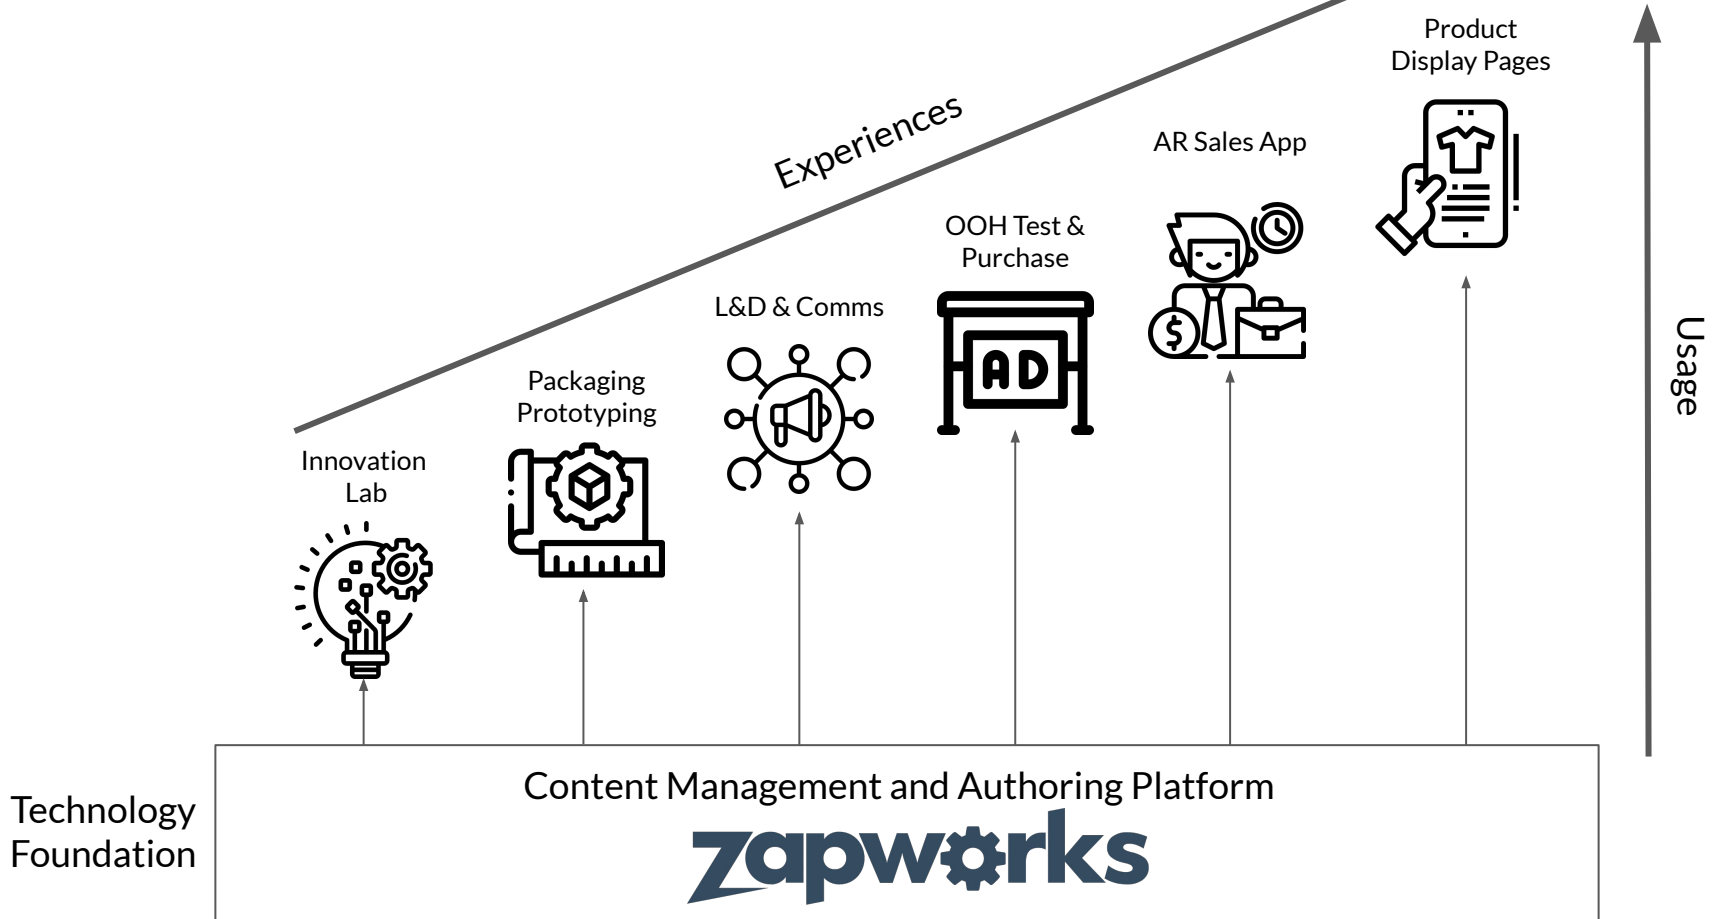 Product
Display Pages
Experiences
AR Sales App
OOH Test &
Purchase
L&D & Comms
AD
$
Packaging
Prototyping
Innovation
Lab
Usage
Content Management and Authoring Platform
Technology
Foundation
zapworks